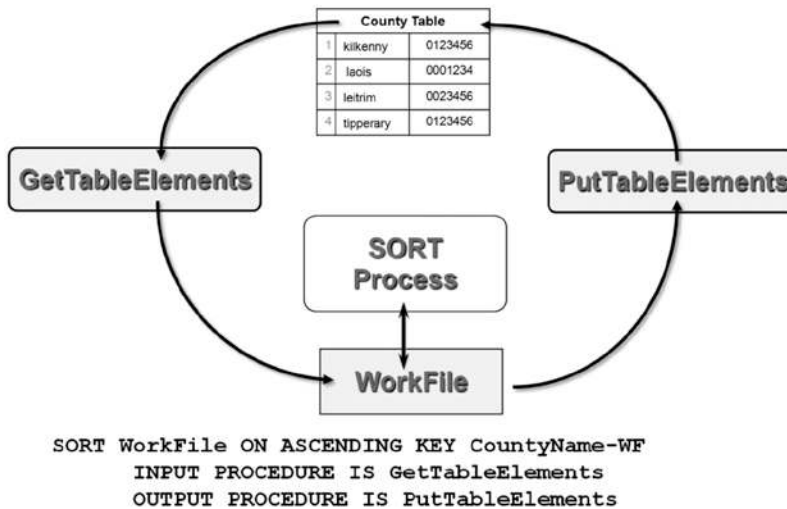 County Table
1 kilkenny 0123456
2 laois 0001234
3 leitrim 0023456
4 tipperary 0123456
GetTableElements
PutTableElements
SORT
Process
WorkFile
SORT WorkFile ON ASCENDING KEY CountyName-WF
INPUT PROCEDURE IS GetTableElements
OUTPUT PROCEDURE IS PutTableElements